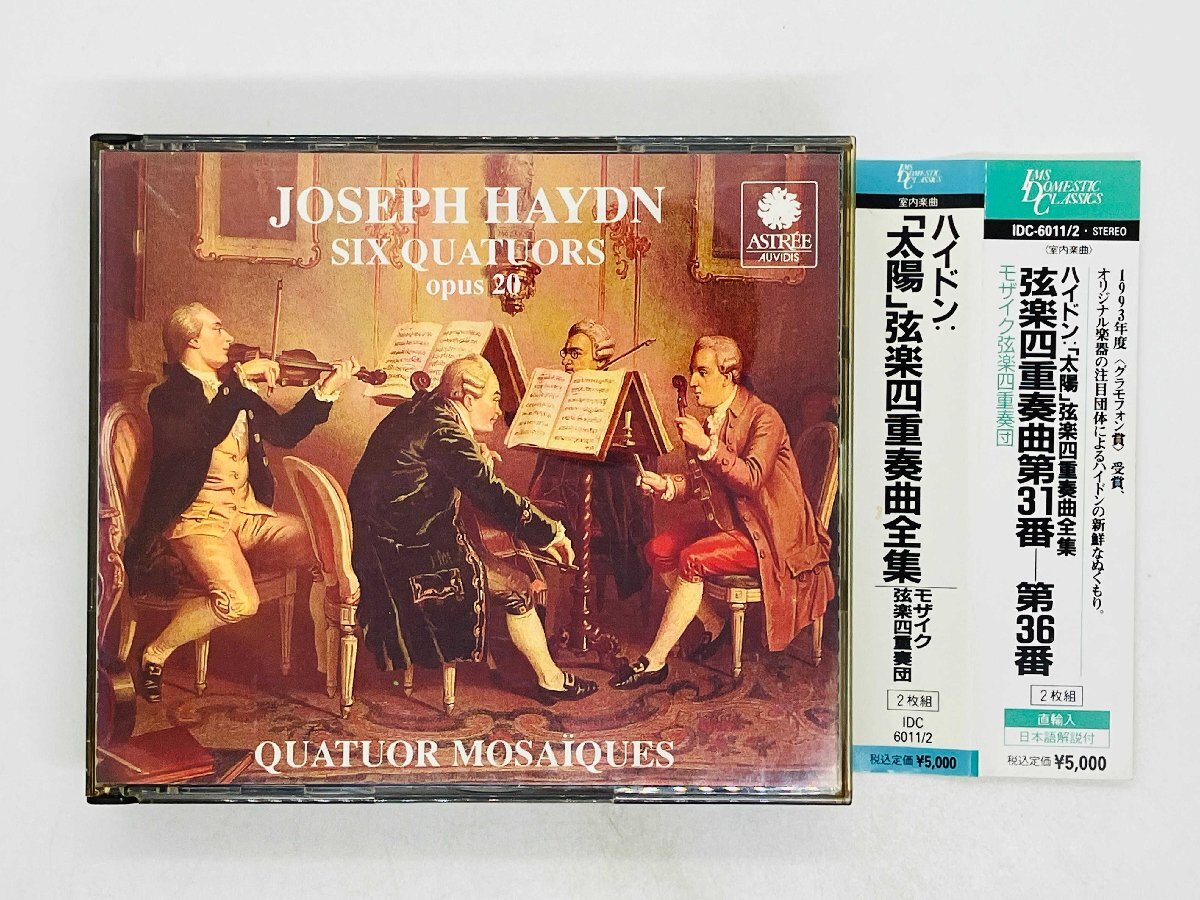 JOSEPH HAYDN
SIX QUATUORS
opus 20
ASTRÉE
AUVIDIS
QUATUOR MOSAÏQUES
IMS
DOMESTIC
CLASSICS
室内楽曲
ハイドン:
「太陽」弦楽四重奏曲全集
モザイク
弦楽四重奏団
2枚組
IDC
6011/2
税込定価 ¥5,000
IMS
DOMESTIC
CLASSICS
IDC-6011/2・STEREO
〈室内楽曲〉
1993年度〈グラモフォン賞〉受賞、
オリジナル楽器の注目団体によるハイドンの新鮮なぬくもり。
ハイドン:「太陽」弦楽四重奏曲全集
弦楽四重奏曲第31番―第36番
モザイク弦楽四重奏団
2枚組
直輸入
日本語解説付
税込定価 ¥5,000